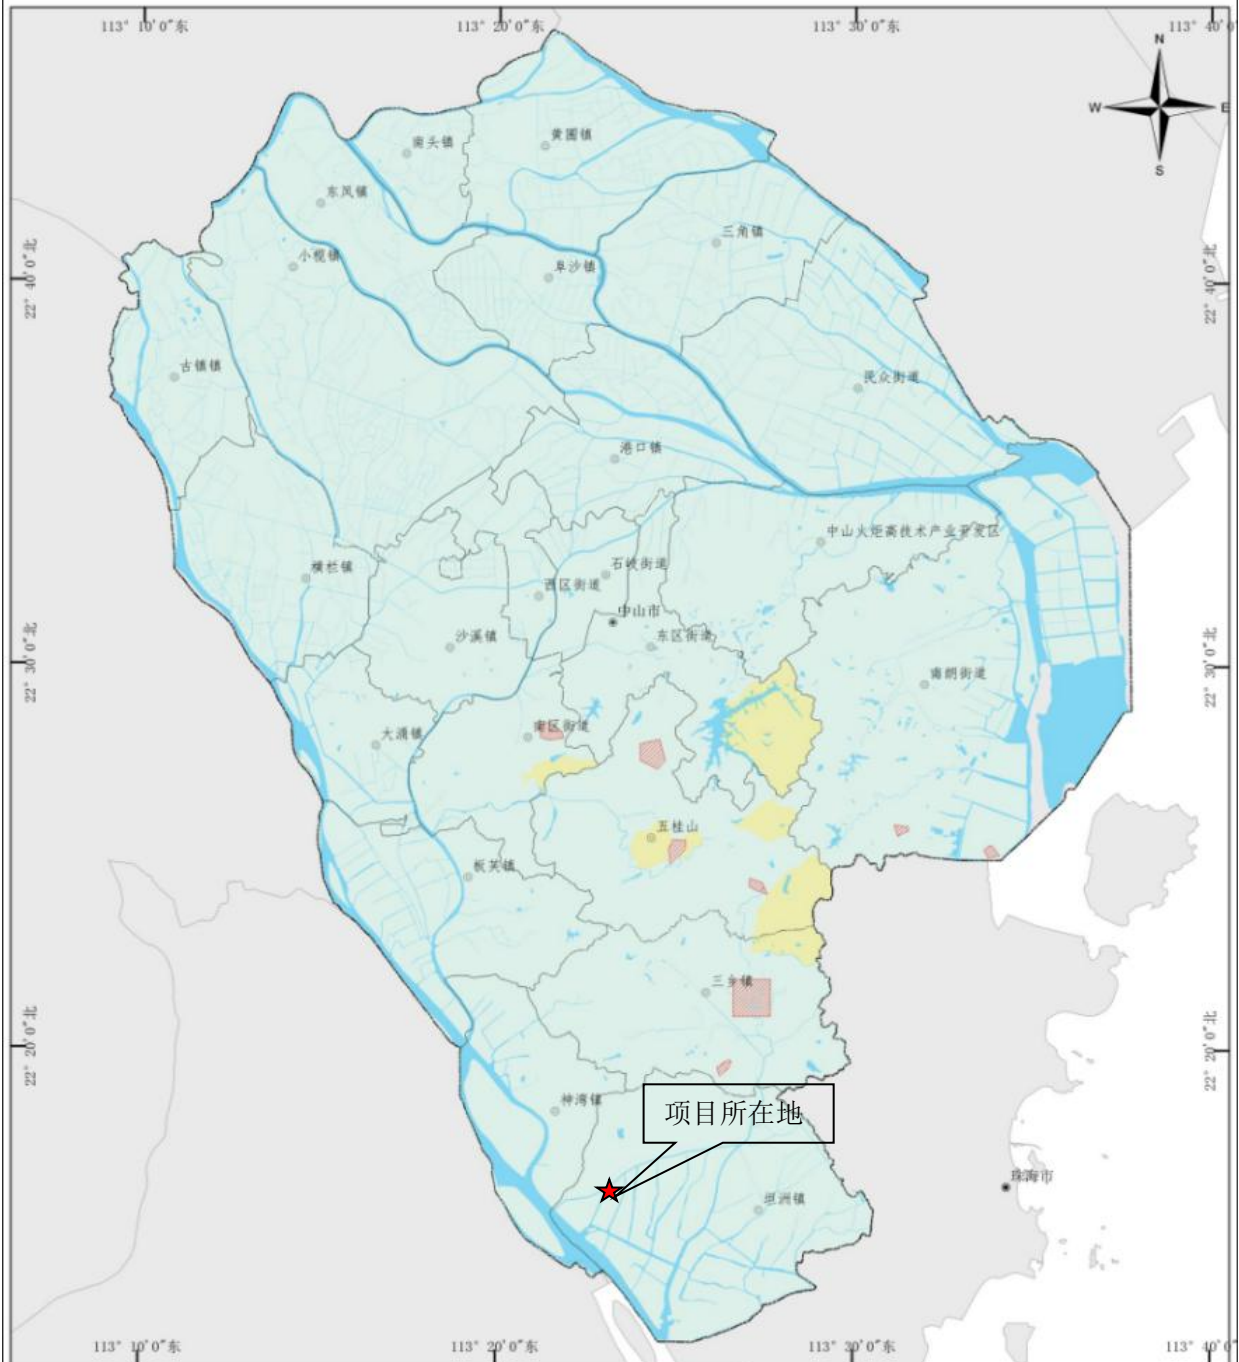 113° 10′0″东
113° 20′0″东
113° 30′0″东
113° 40′0
N
W
E
S
南头镇
黄圃镇
东凤镇
三角镇
小榄镇
阜沙镇
22° 40′0″北
22° 40′0″北
古镇镇
民众街道
港口镇
中山火炬高技术产业开发区
横栏镇
石岐街道
西区街道
中山市
沙溪镇
东区街道
22° 30′0″北
22° 30′0″北
南朗街道
大涌镇
南区街道
五桂山
板芙镇
三乡镇
22° 20′0″北
22° 20′0″北
神湾镇
项目所在地
珠海市
坦洲镇
113° 10′0″东
113° 20′0″东
113° 30′0″东
113° 40′0